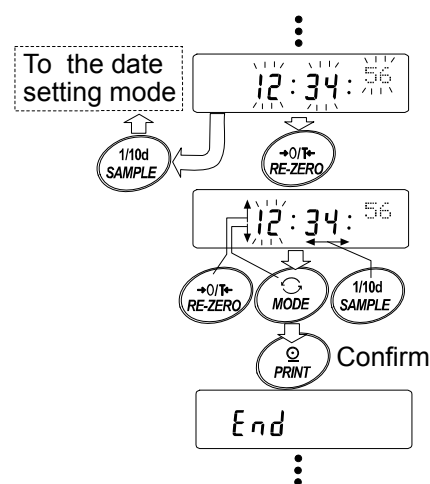 To the date
setting mode
12:34:56
1/10d
SAMPLE
→0/T←
RE-ZERO
12:34:56
→0/T←
RE-ZERO
MODE
1/10d
SAMPLE
PRINT
Confirm
End